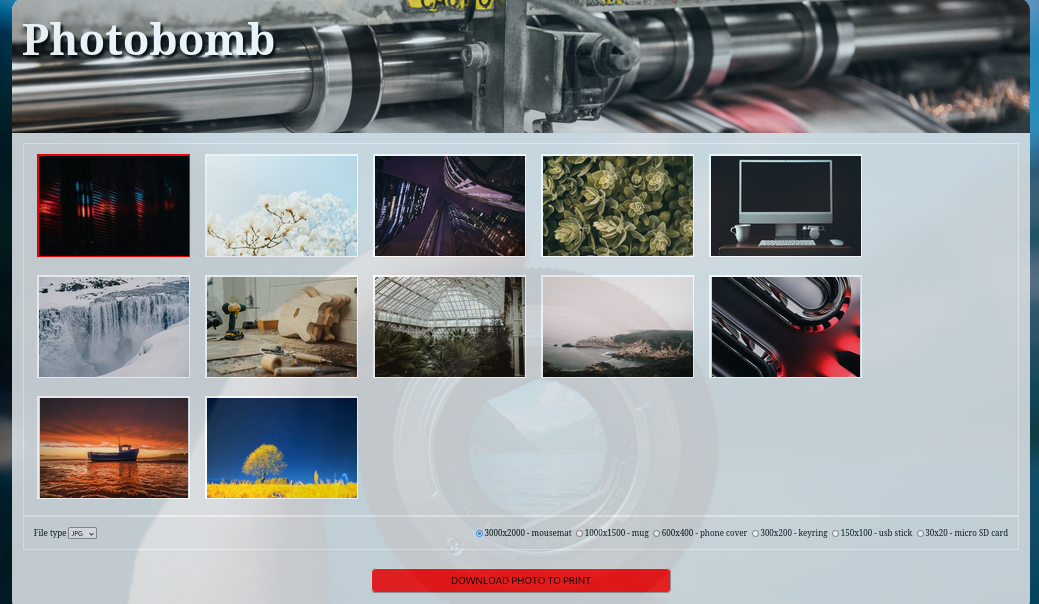 Photobomb
File type JPG 3000x2000 - mousemat 1000x1500 - mug 600x400 - phone cover 300x200 - keyring 150x100 - usb stick 30x20 - micro SD card
DOWNLOAD PHOTO TO PRINT